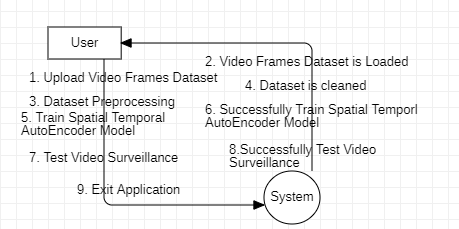 User
2. Video Frames Dataset is Loaded
1. Upload Video Frames Dataset
4. Dataset is cleaned
3. Dataset Preprocessing
6. Successfully Train Spatial Temporl
AutoEncoder Model
5. Train Spatial Temporal
AutoEncoder Model
8.Successfully Test Video
Surveillance
7. Test Video Surveillance
9. Exit Application
System